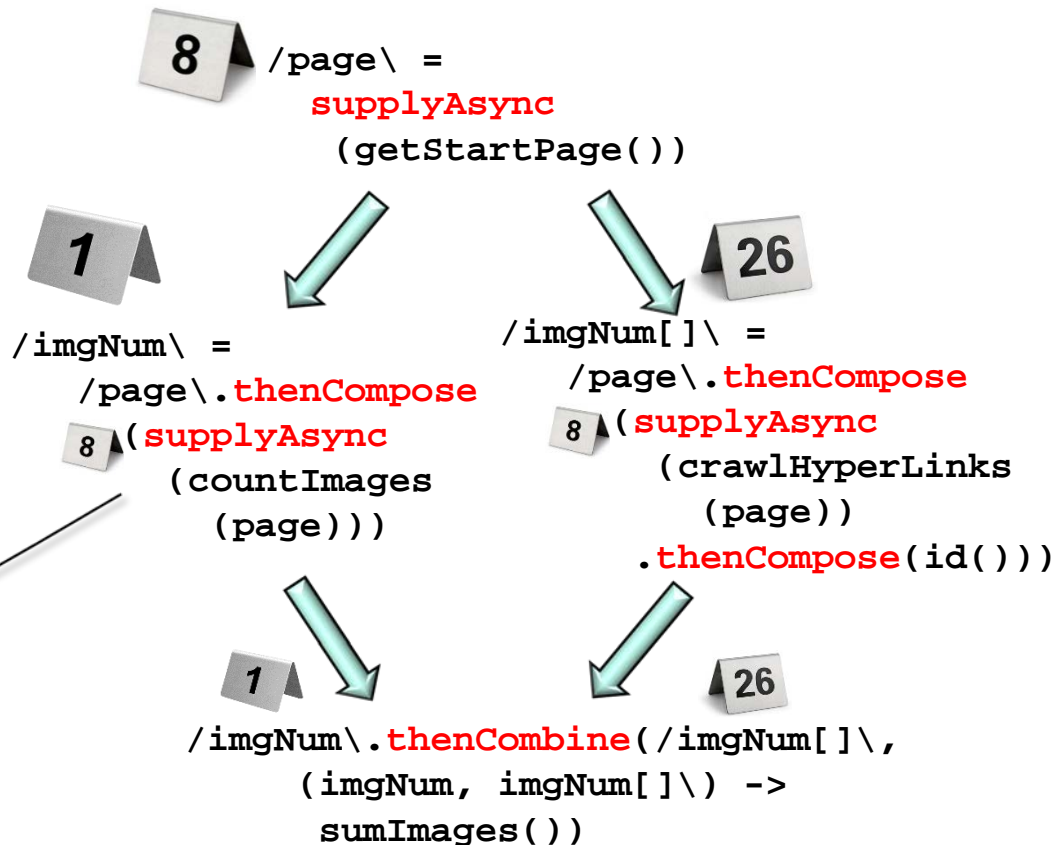 8
/page\ =
supplyAsync
(getStartPage())
1
26
/imgNum\ =
/page\.thenCompose
8
(supplyAsync
(countImages
(page)))
/imgNum[]\ =
/page\.thenCompose
8
(supplyAsync
(crawlHyperLinks
(page))
.thenCompose(id()))
1
26
/imgNum\.thenCombine(/imgNum[]\,
(imgNum, imgNum[]\) ->
sumImages())